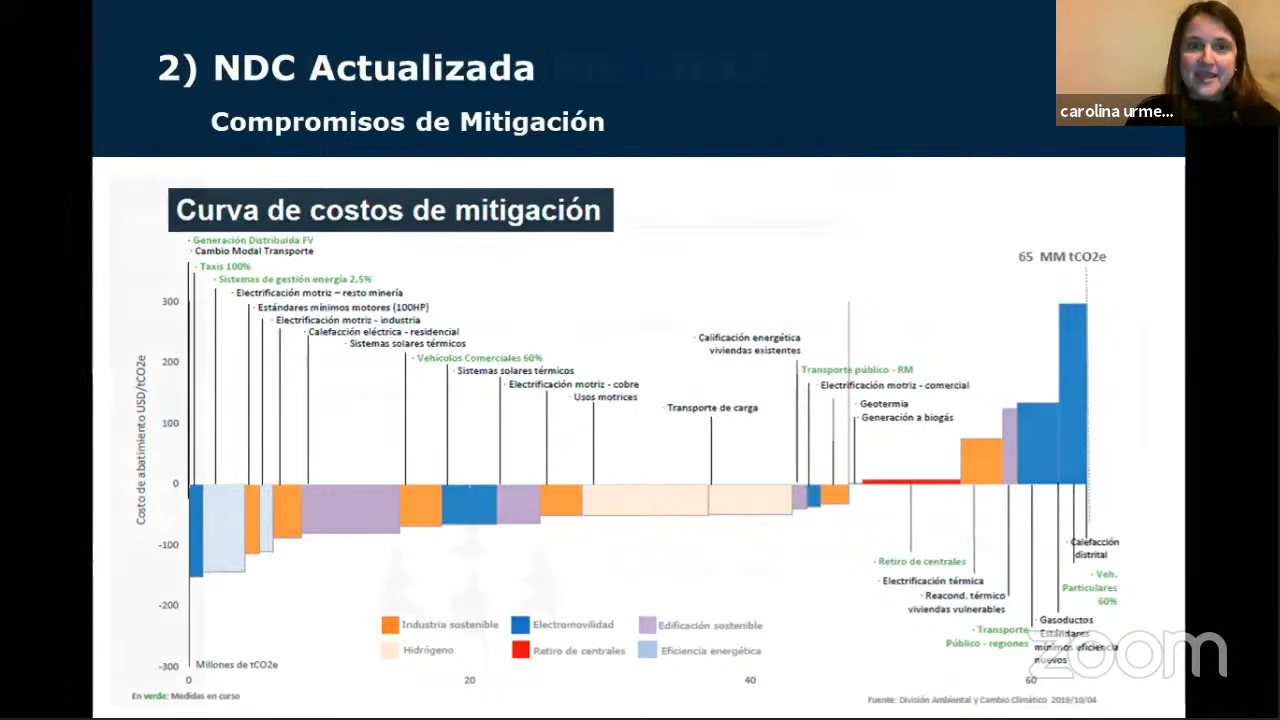 2) NDC Actualizada
Compromisos de Mitigación
carolina urme...
Curva de costos de mitigación
· Generación Distribuida FV
· Cambio Modal Transporte
· Taxis 100%
· Sistemas de gestión energía 2,5%
· Electrificación motriz – resto minería
· Estándares mínimos motores (100HP)
· Electrificación motriz - industria
· Calefacción eléctrica - residencial
· Sistemas solares térmicos
· Vehículos Comerciales 60%
· Sistemas solares térmicos
· Electrificación motriz - cobre
· Usos motrices
· Transporte de carga
· Calificación energética
viviendas existentes
· Transporte público - RM
· Electrificación motriz - comercial
· Geotermia
· Generación a biogás
65 MM tCO2e
Costo de abatimiento USD/tCO2e
300
200
100
0
-100
-200
-300
· Retiro de centrales
· Electrificación térmica
· Reacond. térmico
viviendas vulnerables
· Transporte
Público - regiones
· Calefacción
distrital
· Veh.
Particulares
60%
· Gasoductos
Estándares
mínimos eficiencia
nuevos
Industria sostenible
Electromovilidad
Edificación sostenible
Hidrógeno
Retiro de centrales
Eficiencia energética
Millones de tCO2e
0
20
40
60
En verde: Medidas en curso
Fuente: División Ambiental y Cambio Climático 2019/10/04
zoom